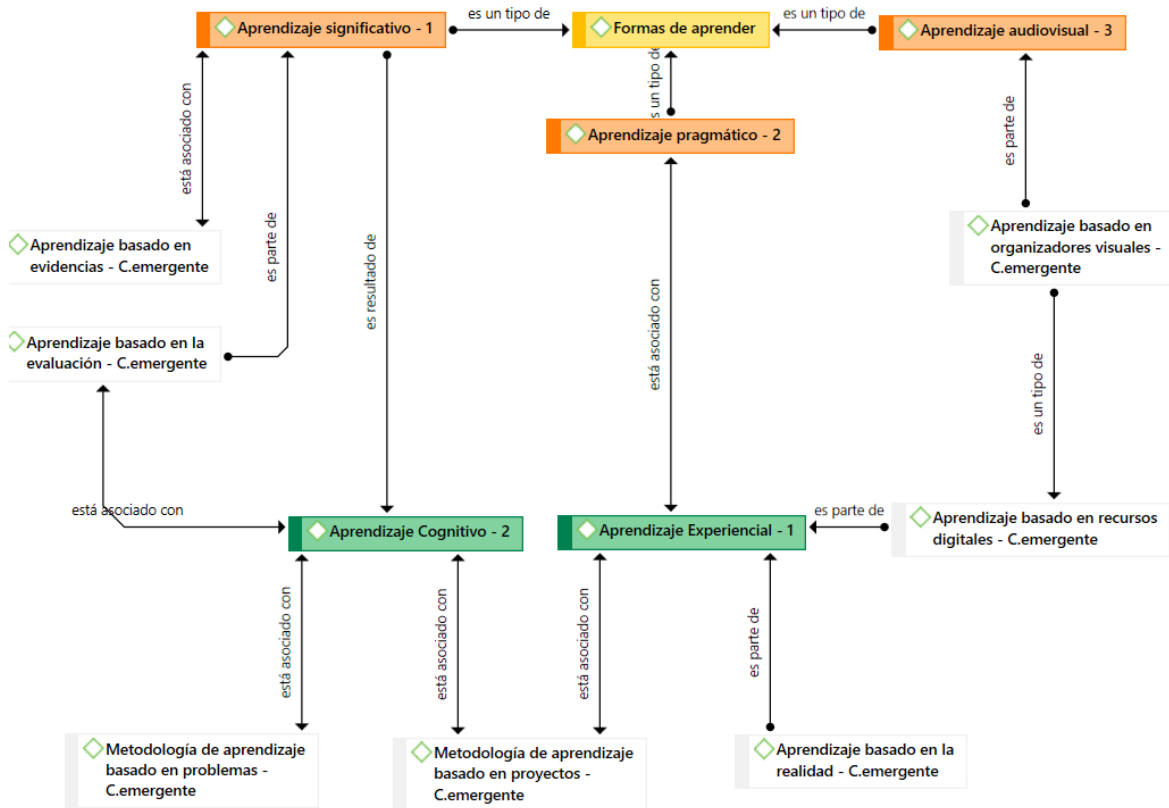 Aprendizaje significativo - 1
es un tipo de
Formas de aprender
es un tipo de
Aprendizaje audiovisual - 3
está asociado con
es parte de
es resultado de
es un tipo de
Aprendizaje pragmático - 2
es parte de
Aprendizaje basado en
evidencias - C.emergente
Aprendizaje basado en
organizadores visuales -
C.emergente
Aprendizaje basado en la
evaluación - C.emergente
está asociado con
es un tipo de
está asociado con
Aprendizaje Cognitivo - 2
Aprendizaje Experiencial - 1
es parte de
Aprendizaje basado en recursos
digitales - C.emergente
está asociado con
está asociado con
está asociado con
es parte de
Metodología de aprendizaje
basado en problemas -
C.emergente
Metodología de aprendizaje
basado en proyectos -
C.emergente
Aprendizaje basado en la
realidad - C.emergente